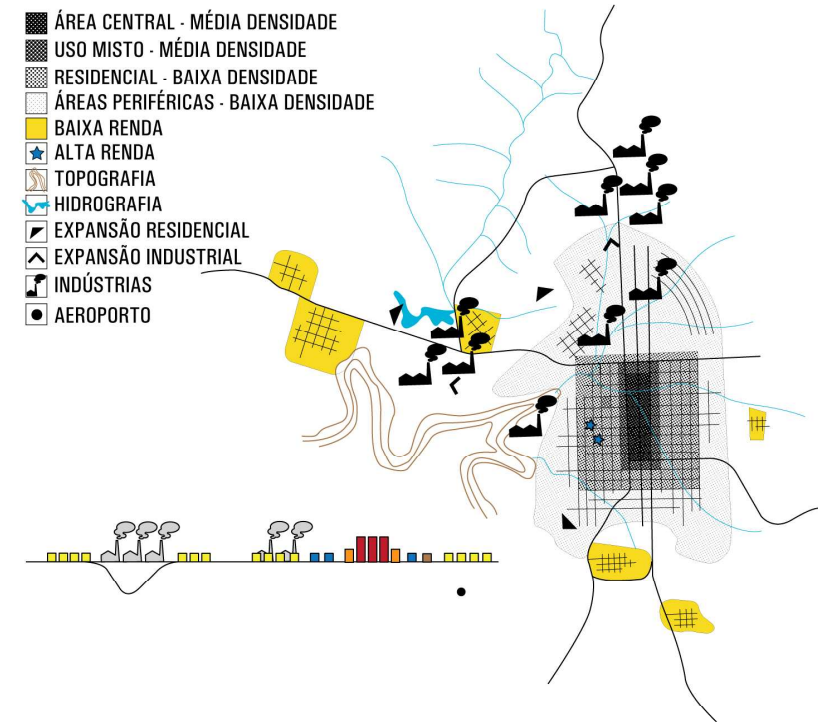 ÁREA CENTRAL - MÉDIA DENSIDADE
USO MISTO - MÉDIA DENSIDADE
RESIDENCIAL - BAIXA DENSIDADE
ÁREAS PERIFÉRICAS - BAIXA DENSIDADE
BAIXA RENDA
ALTA RENDA
TOPOGRAFIA
HIDROGRAFIA
EXPANSÃO RESIDENCIAL
EXPANSÃO INDUSTRIAL
INDÚSTRIAS
AEROPORTO